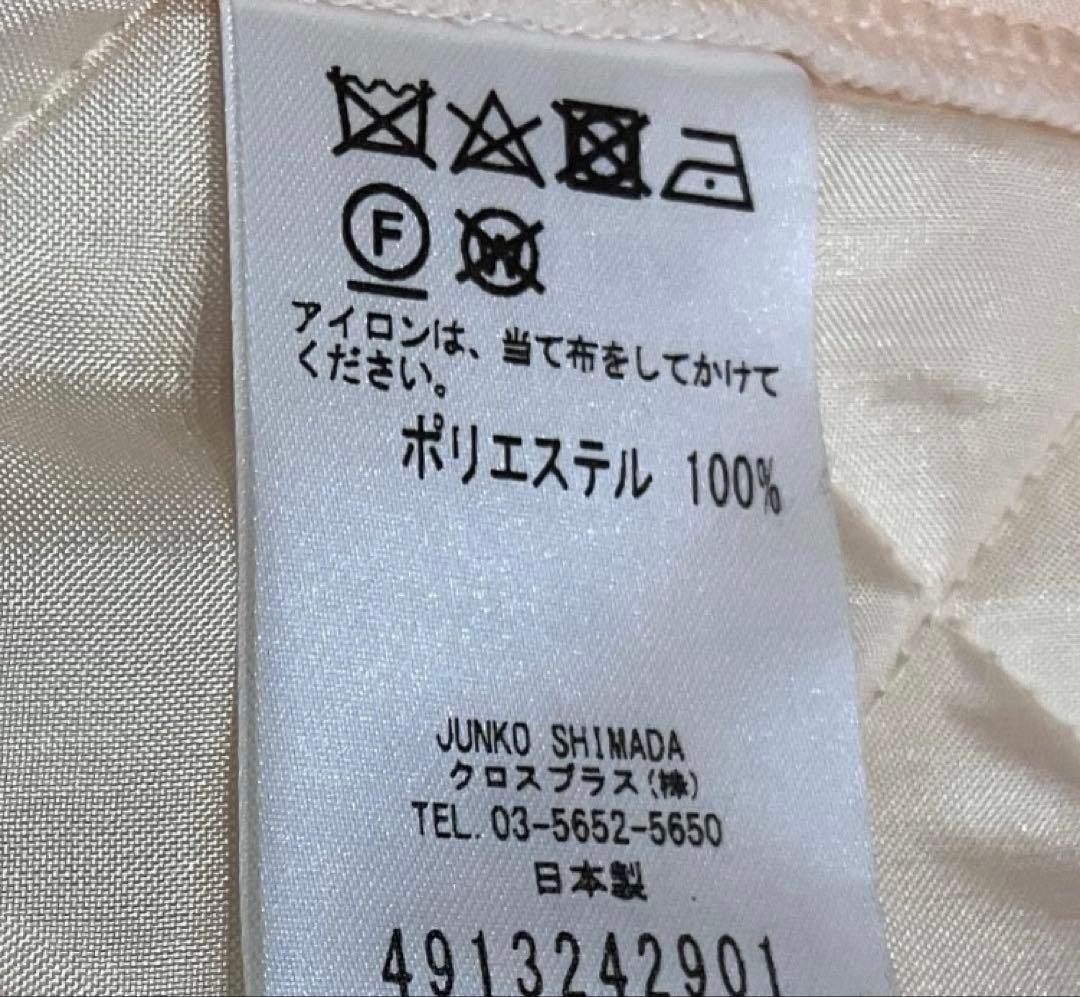 F W
アイロンは、当て布をしてかけて
ください。
ポリエステル 100%
JUNKO SHIMADA
クロスプラス(株)
TEL. 03-5652-5650
日本製
4913242901